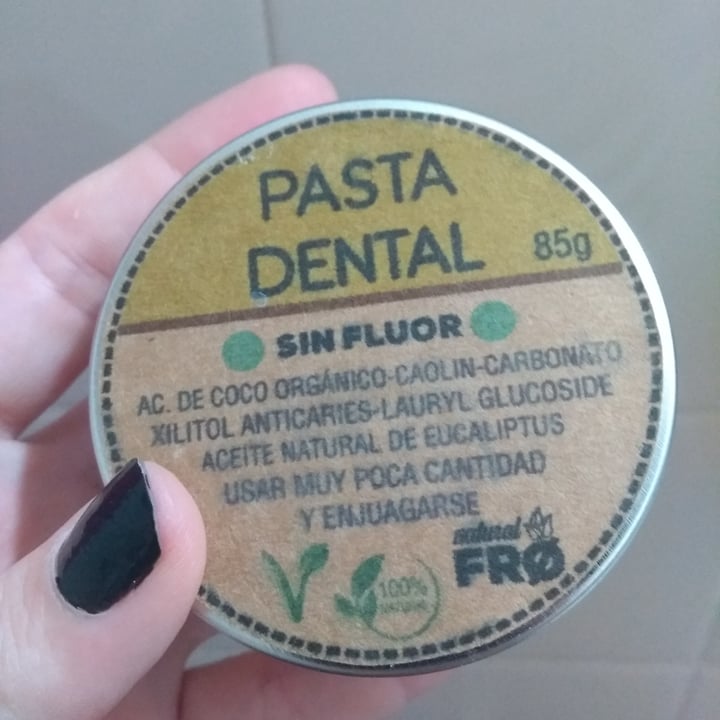 PASTA
DENTAL
85g
SIN FLUOR
AC. DE COCO ORGÁNICO-CAOLIN-CARBONATO
XILITOL ANTICARIES-LAURYL GLUCOSIDE
ACEITE NATURAL DE EUCALIPTUS
USAR MUY POCA CANTIDAD
Y ENJUAGARSE
natural
FRØ
100%
NATURAL